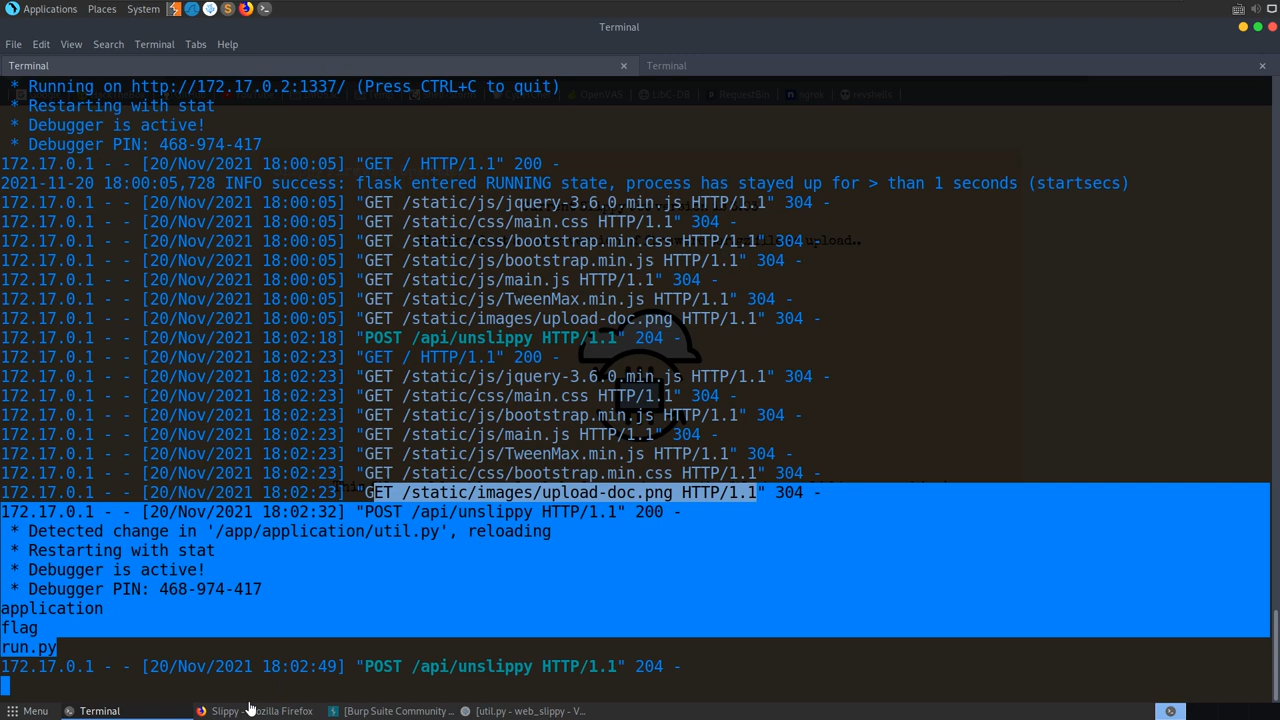 Applications Places System
Terminal
File Edit View Search Terminal Tabs Help
Terminal × Terminal ×
* Running on http://172.17.0.2:1337/ (Press CTRL+C to quit)
OpenVAS LibC-DB RequestBin ngrok revshells
* Restarting with stat
* Debugger is active!
* Debugger PIN: 468-974-417
172.17.0.1 - - [20/Nov/2021 18:00:05] "GET / HTTP/1.1" 200 -
2021-11-20 18:00:05,728 INFO success: flask entered RUNNING state, process has stayed up for > than 1 seconds (startsecs)
172.17.0.1 - - [20/Nov/2021 18:00:05] "GET /static/js/jquery-3.6.0.min.js HTTP/1.1" 304 -
172.17.0.1 - - [20/Nov/2021 18:00:05] "GET /static/css/main.css HTTP/1.1" 304 -
172.17.0.1 - - [20/Nov/2021 18:00:05] "GET /static/css/bootstrap.min.css HTTP/1.1" 304 -
upload..
172.17.0.1 - - [20/Nov/2021 18:00:05] "GET /static/js/bootstrap.min.js HTTP/1.1" 304 -
172.17.0.1 - - [20/Nov/2021 18:00:05] "GET /static/js/main.js HTTP/1.1" 304 -
172.17.0.1 - - [20/Nov/2021 18:00:05] "GET /static/js/TweenMax.min.js HTTP/1.1" 304 -
172.17.0.1 - - [20/Nov/2021 18:00:05] "GET /static/images/upload-doc.png HTTP/1.1" 304 -
172.17.0.1 - - [20/Nov/2021 18:02:18] "POST /api/unslippy HTTP/1.1" 204 -
172.17.0.1 - - [20/Nov/2021 18:02:23] "GET / HTTP/1.1" 200 -
172.17.0.1 - - [20/Nov/2021 18:02:23] "GET /static/js/jquery-3.6.0.min.js HTTP/1.1" 304 -
172.17.0.1 - - [20/Nov/2021 18:02:23] "GET /static/css/main.css HTTP/1.1" 304 -
172.17.0.1 - - [20/Nov/2021 18:02:23] "GET /static/js/bootstrap.min.js HTTP/1.1" 304 -
172.17.0.1 - - [20/Nov/2021 18:02:23] "GET /static/js/main.js HTTP/1.1" 304 -
172.17.0.1 - - [20/Nov/2021 18:02:23] "GET /static/js/TweenMax.min.js HTTP/1.1" 304 -
172.17.0.1 - - [20/Nov/2021 18:02:23] "GET /static/css/bootstrap.min.css HTTP/1.1" 304 -
172.17.0.1 - - [20/Nov/2021 18:02:23] "GET /static/images/upload-doc.png HTTP/1.1" 304 -
172.17.0.1 - - [20/Nov/2021 18:02:32] "POST /api/unslippy HTTP/1.1" 200 -
* Detected change in '/app/application/util.py', reloading
* Restarting with stat
* Debugger is active!
* Debugger PIN: 468-974-417
application
flag
run.py
172.17.0.1 - - [20/Nov/2021 18:02:49] "POST /api/unslippy HTTP/1.1" 204 -
Menu Terminal Slippy - Mozilla Firefox [Burp Suite Community ... [util.py - web_slippy - V...